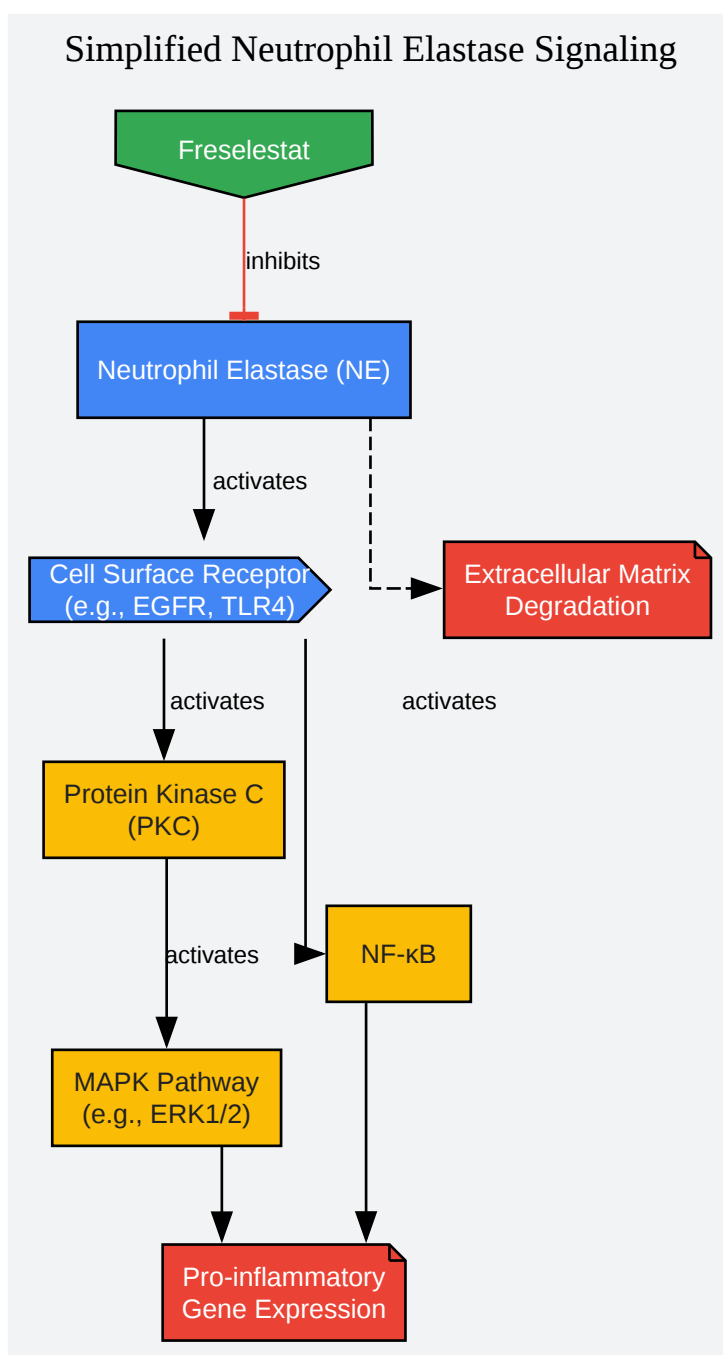 Simplified Neutrophil Elastase Signaling
Freselestat
inhibits
Neutrophil Elastase (NE)
activates
Cell Surface Receptor
(e.g., EGFR, TLR4)
Extracellular Matrix
Degradation
activates
activates
Protein Kinase C
(PKC)
activates
NF-κB
MAPK Pathway
(e.g., ERK1/2)
Pro-inflammatory
Gene Expression